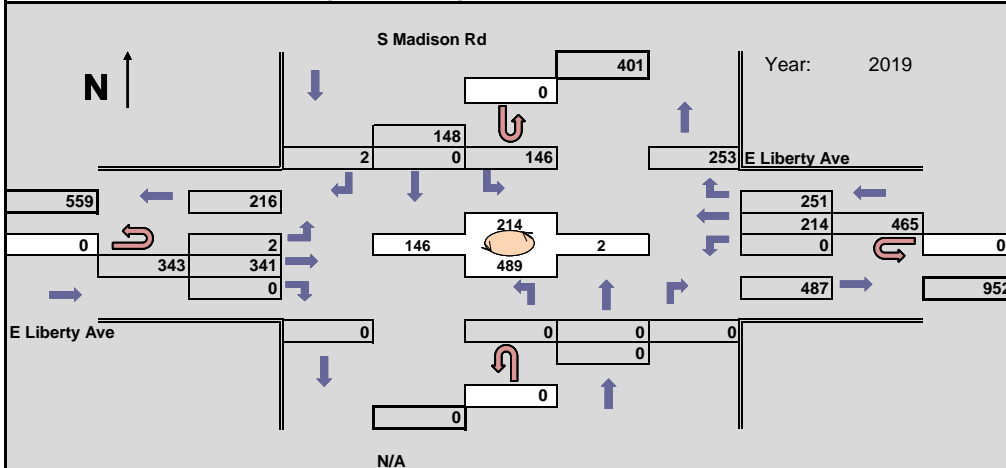 S Madison Rd
401
Year: 2019
N
0
148
2 0 146 253 E Liberty Ave
559 216 251
214 214 465
0 2 146 2 0 0
343 341 489
0 487 952
E Liberty Ave 0 0 0 0
0
0
0
N/A